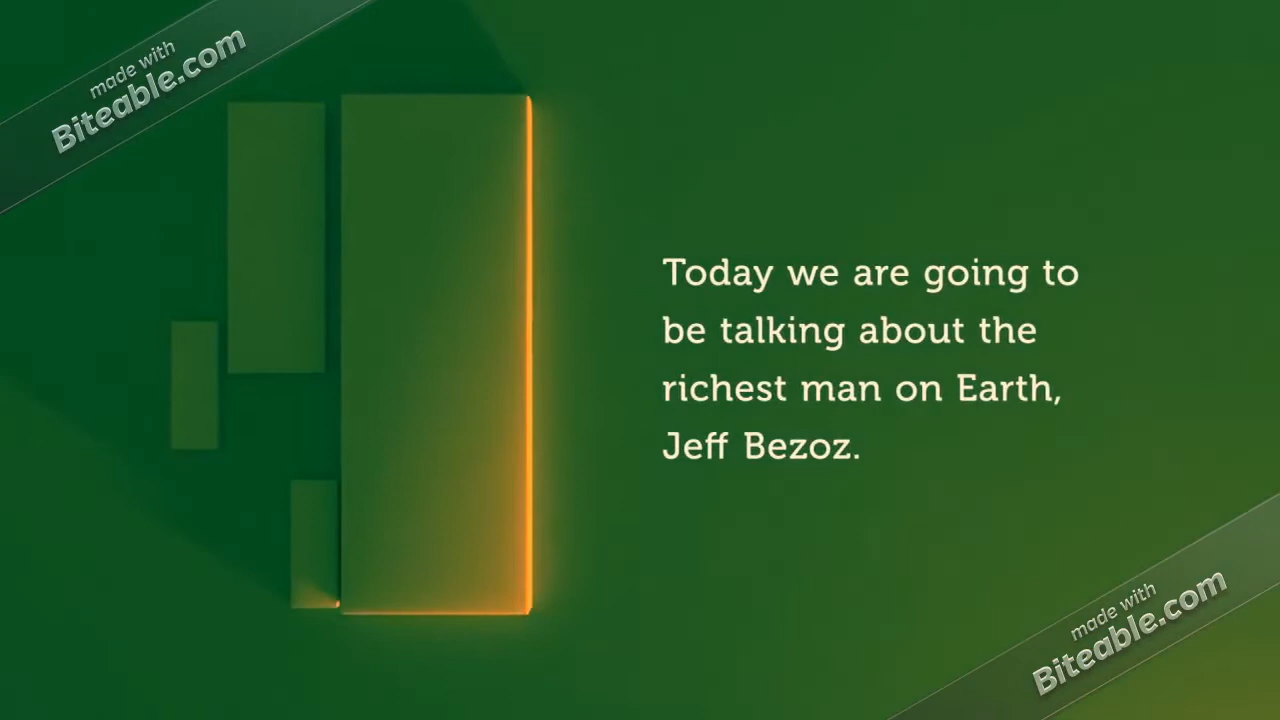 made with
Biteable.com
Today we are going to
be talking about the
richest man on Earth,
Jeff Bezoz.
made with
Biteable.com